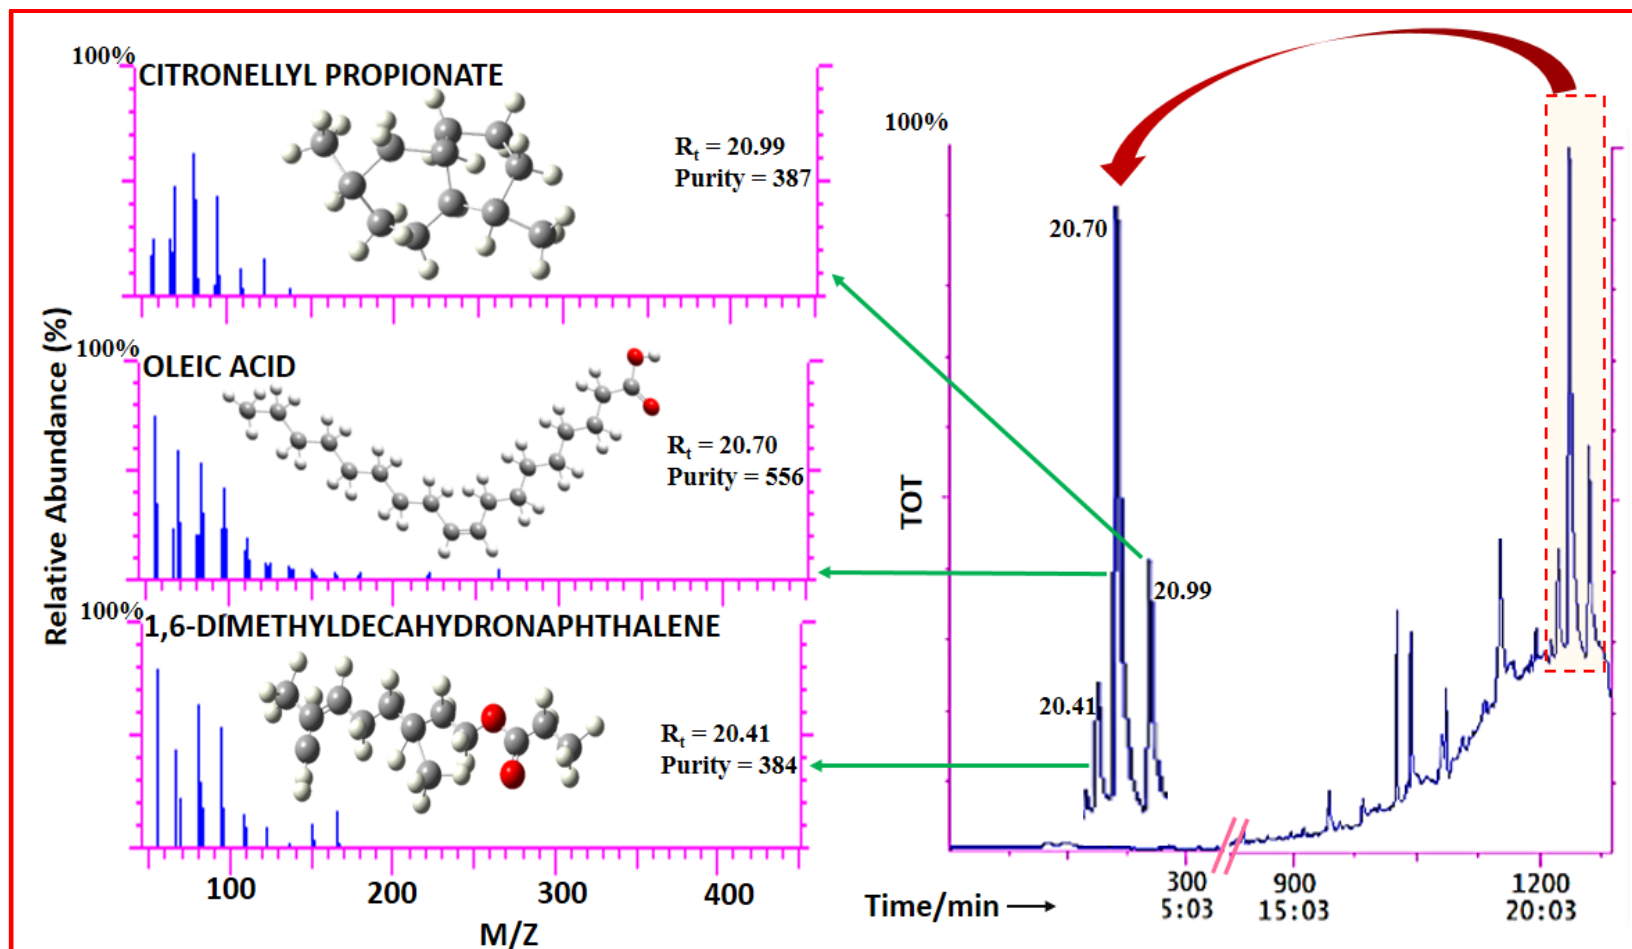 100%
CITRONELLYL PROPIONATE
Rt = 20.99
Purity = 387
100%
OLEIC ACID
Rt = 20.70
Purity = 556
100%
1,6-DIMETHYLDECAHYDRONAPHTHALENE
Rt = 20.41
Purity = 384
Relative Abundance (%)
100 200 300 400
M/Z
100%
TOT
20.70
20.99
20.41
300 900 1200
Time/min 5:03 15:03 20:03